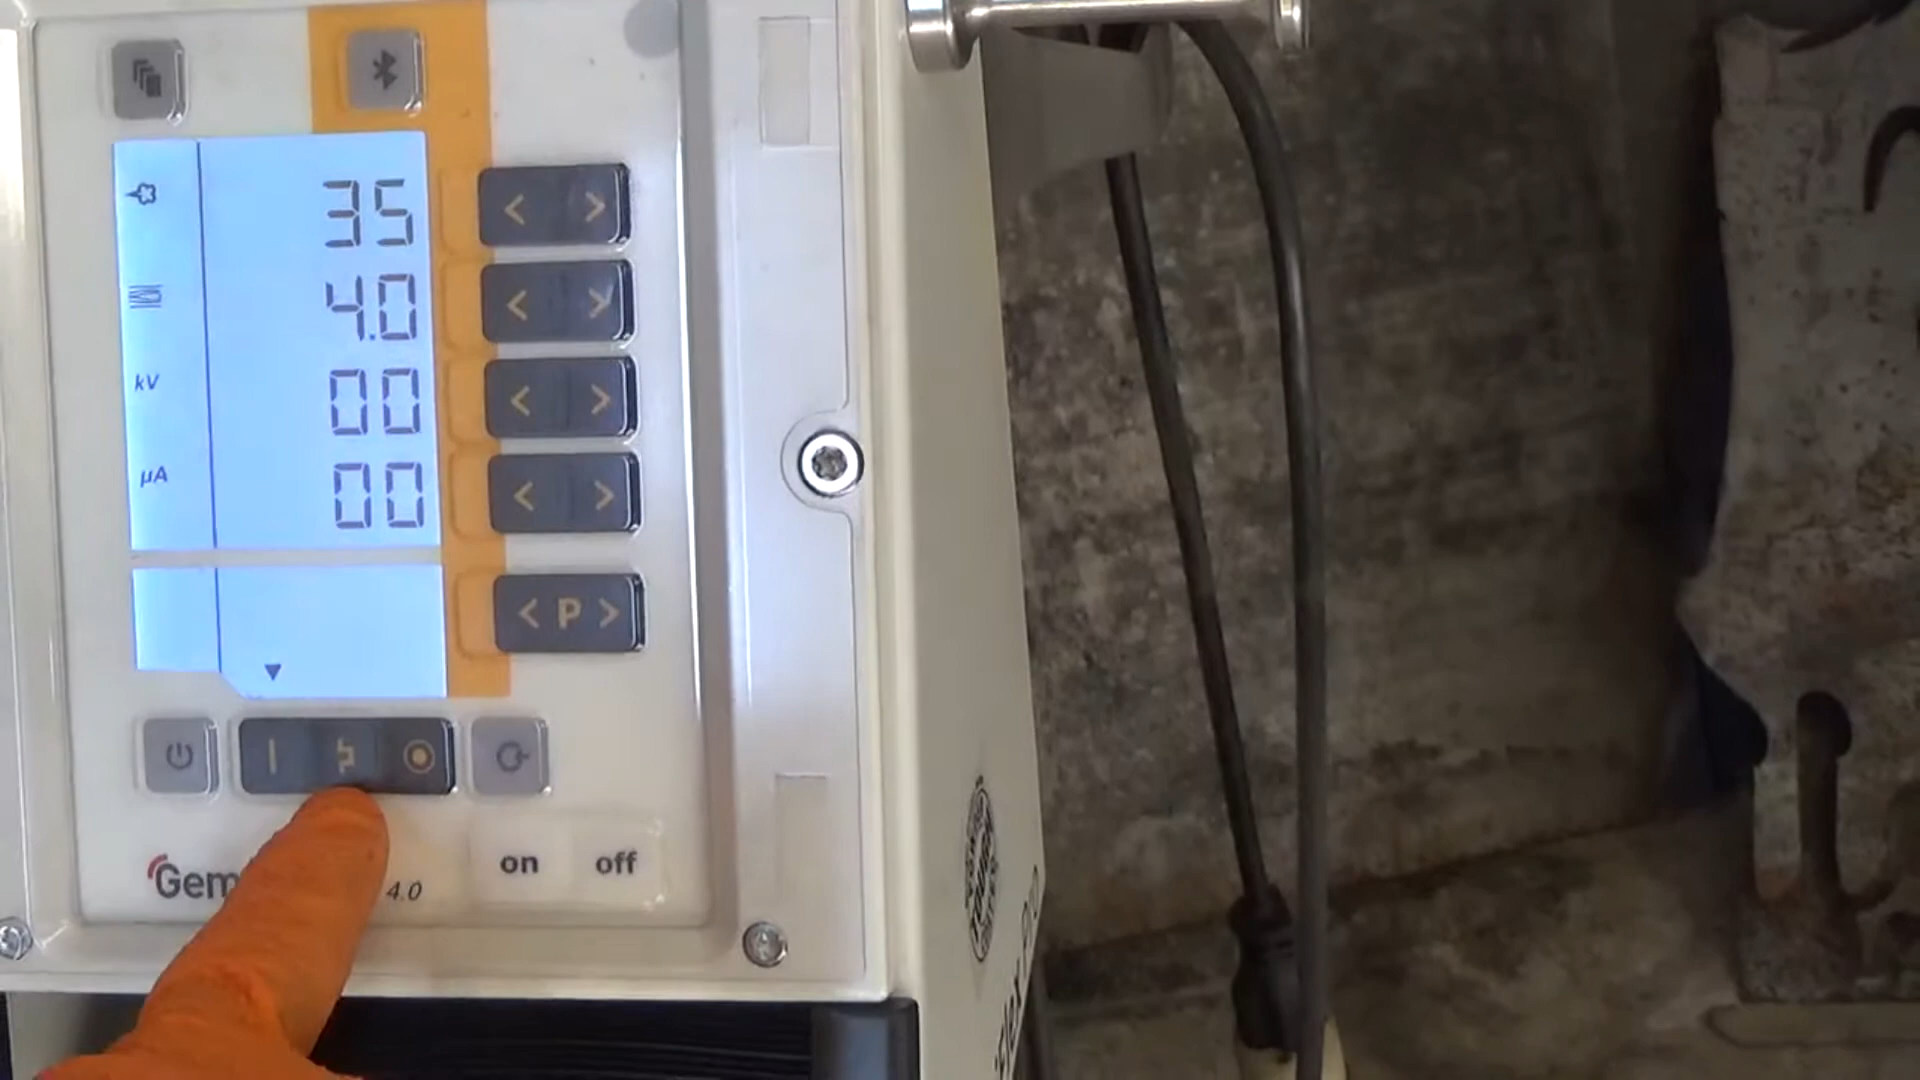 35
4.0
kV 00
µA 00
< >
< >
< >
< >
< P >
Gem
4.0
on off